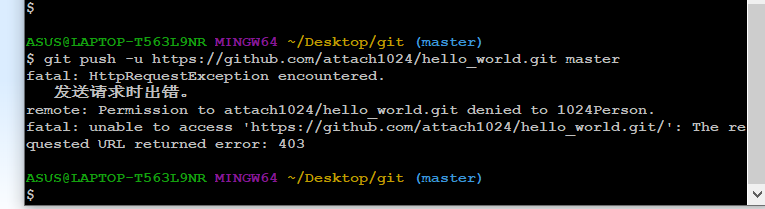 $
ASUS@LAPTOP-T563L9NR MINGW64 ~/Desktop/git (master)
$ git push -u https://github.com/attach1024/hello_world.git master
fatal: HttpRequestException encountered.
发送请求时出错。
remote: Permission to attach1024/hello_world.git denied to 1024Person.
fatal: unable to access 'https://github.com/attach1024/hello_world.git/': The re
quested URL returned error: 403
ASUS@LAPTOP-T563L9NR MINGW64 ~/Desktop/git (master)
$